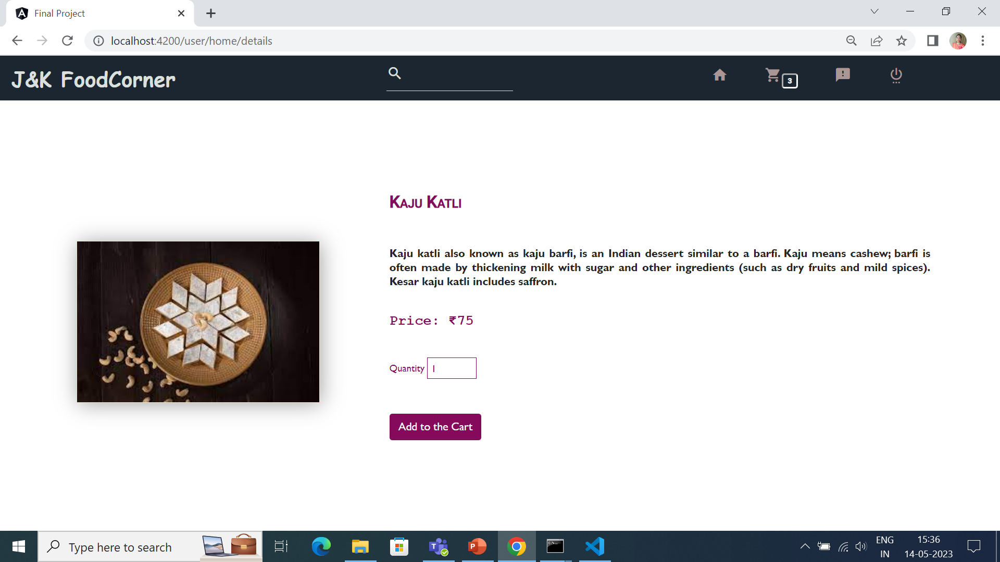 Final Project
localhost:4200/user/home/details
J&K FoodCorner
3
Kaju Katli
Kaju katli also known as kaju barfi, is an Indian dessert similar to a barfi. Kaju means cashew; barfi is
often made by thickening milk with sugar and other ingredients (such as dry fruits and mild spices).
Kesar kaju katli includes saffron.
Price: ₹75
Quantity 1
Add to the Cart
Type here to search
ENG
IN
15:36
14-05-2023